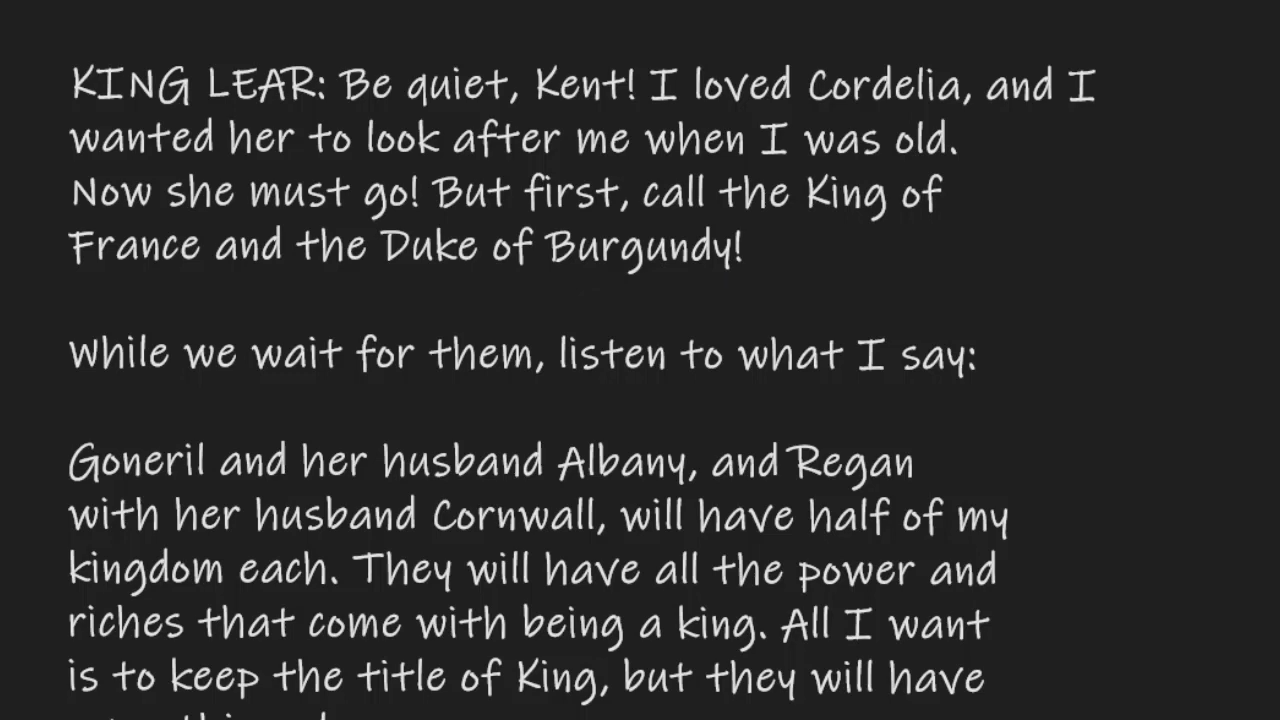 KING LEAR: Be quiet, Kent! I loved Cordelia, and I
wanted her to look after me when I was old.
Now she must go! But first, call the King of
France and the Duke of Burgundy!
While we wait for them, listen to what I say:
Goneril and her husband Albany, and Regan
with her husband Cornwall, will have half of my
kingdom each. They will have all the power and
riches that come with being a king. All I want
is to keep the title of King, but they will have